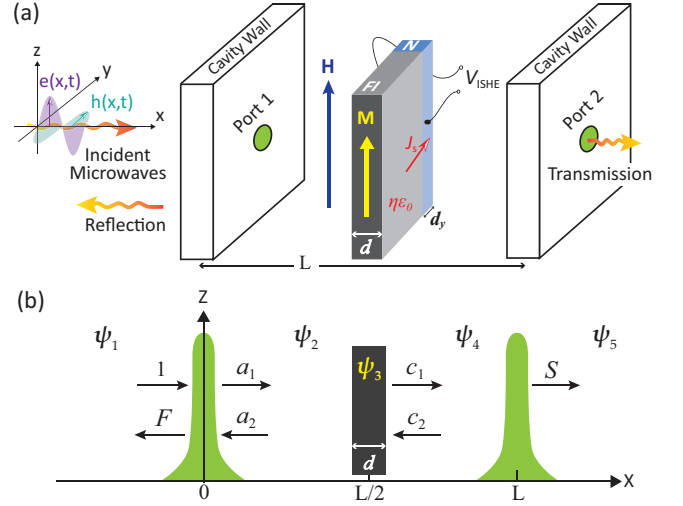 (a)
z
e(x,t)
y
h(x,t)
x
Incident
Microwaves
Reflection
Cavity Wall
Port 1
H
FI
N
M
V_ISHE
J_s
ηε_0
d
d_y
L
Cavity Wall
Port 2
Transmission
(b)
Z
ψ_1
ψ_2
ψ_3
ψ_4
ψ_5
1
a_1
c_1
S
F
a_2
c_2
d
0
L/2
L
X